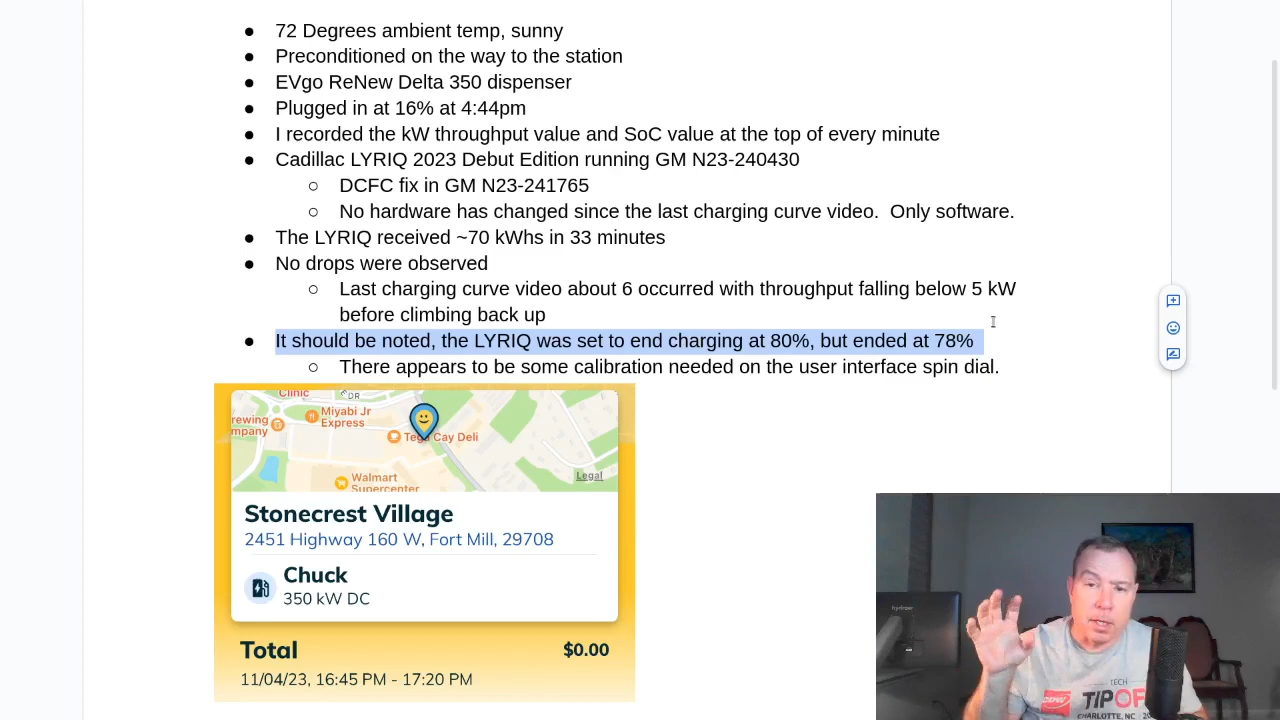 ● 72 Degrees ambient temp, sunny
● Preconditioned on the way to the station
● EVgo ReNew Delta 350 dispenser
● Plugged in at 16% at 4:44pm
● I recorded the kW throughput value and SoC value at the top of every minute
● Cadillac LYRIQ 2023 Debut Edition running GM N23-240430
○ DCFC fix in GM N23-241765
○ No hardware has changed since the last charging curve video.  Only software.
● The LYRIQ received ~70 kWhs in 33 minutes
● No drops were observed
○ Last charging curve video about 6 occurred with throughput falling below 5 kW
before climbing back up
● It should be noted, the LYRIQ was set to end charging at 80%, but ended at 78%
○ There appears to be some calibration needed on the user interface spin dial.
Clinic
DR
Miyabi Jr
Express
rewing
mpany
Tega Cay Deli
Walmart
Supercenter
Legal
Stonecrest Village
2451 Highway 160 W, Fort Mill, 29708
Chuck
350 kW DC
Total $0.00
11/04/23, 16:45 PM - 17:20 PM
TECH
TIPOF
CHARLOTTE, NC